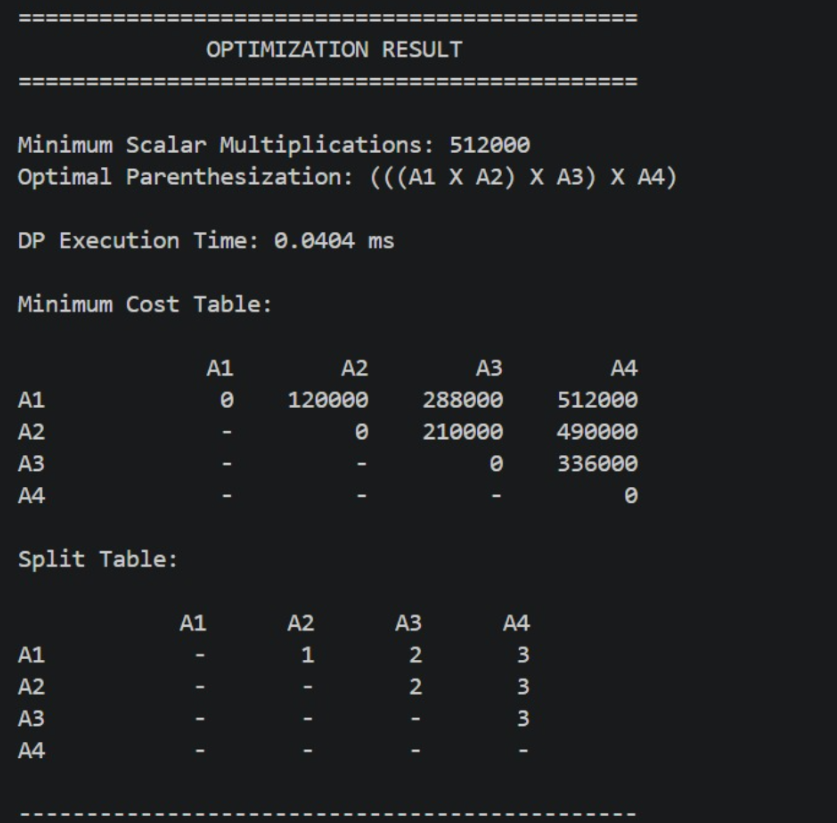 ==============================================
OPTIMIZATION RESULT
==============================================
Minimum Scalar Multiplications: 512000
Optimal Parenthesization: (((A1 X A2) X A3) X A4)
DP Execution Time: 0.0404 ms
Minimum Cost Table:
A1 A2 A3 A4
A1 0 120000 288000 512000
A2 - 0 210000 490000
A3 - - 0 336000
A4 - - - 0
Split Table:
A1 A2 A3 A4
A1 - 1 2 3
A2 - - 2 3
A3 - - - 3
A4 - - - -
----------------------------------------------